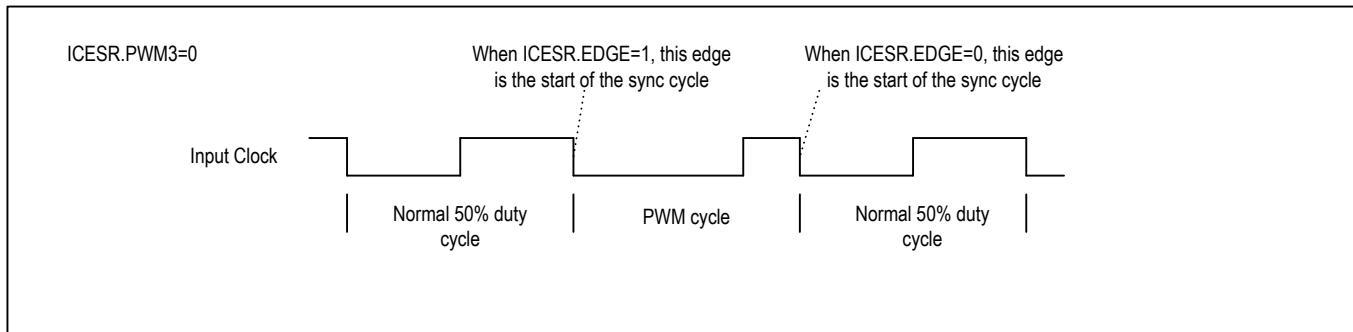 ICESR.PWM3=0
When ICESR.EDGE=1, this edge
is the start of the sync cycle
When ICESR.EDGE=0, this edge
is the start of the sync cycle
Input Clock
Normal 50% duty
cycle
PWM cycle
Normal 50% duty
cycle